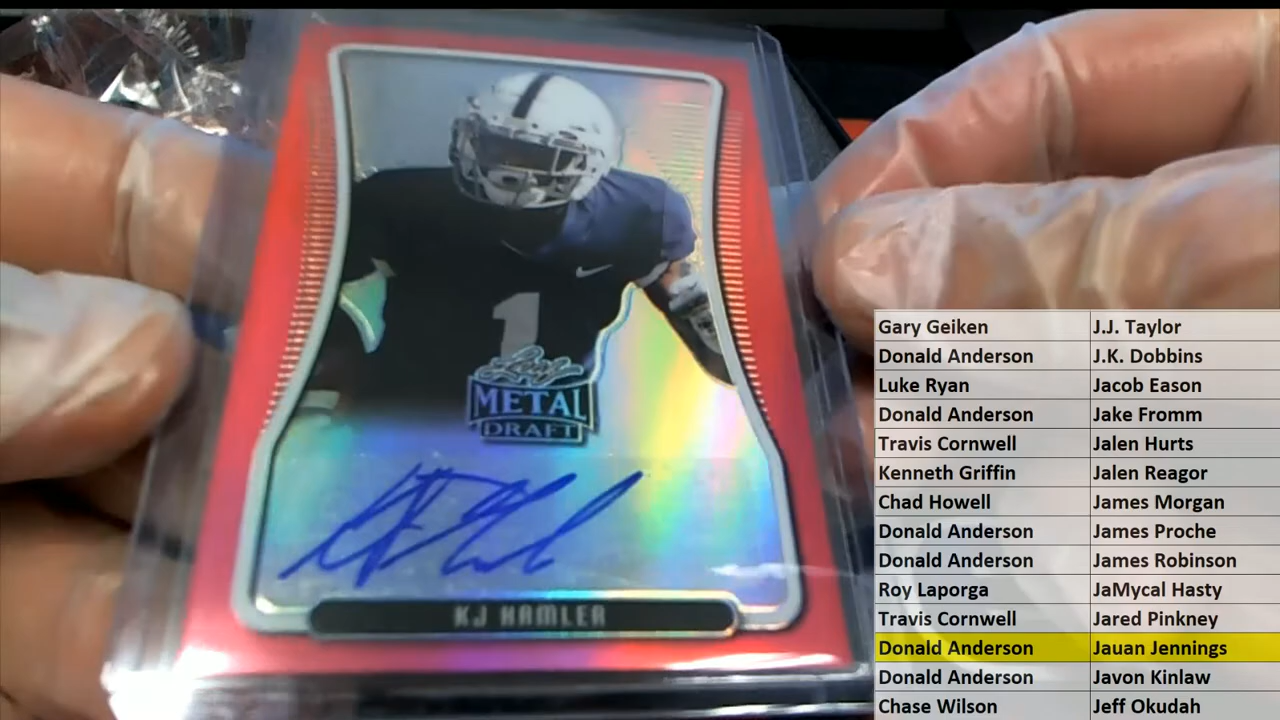 1
Leaf
METAL
DRAFT
KJ HAMLER
Gary Geiken J.J. Taylor
Donald Anderson J.K. Dobbins
Luke Ryan Jacob Eason
Donald Anderson Jake Fromm
Travis Cornwell Jalen Hurts
Kenneth Griffin Jalen Reagor
Chad Howell James Morgan
Donald Anderson James Proche
Donald Anderson James Robinson
Roy Laporga JaMycal Hasty
Travis Cornwell Jared Pinkney
Donald Anderson Jauan Jennings
Donald Anderson Javon Kinlaw
Chase Wilson Jeff Okudah